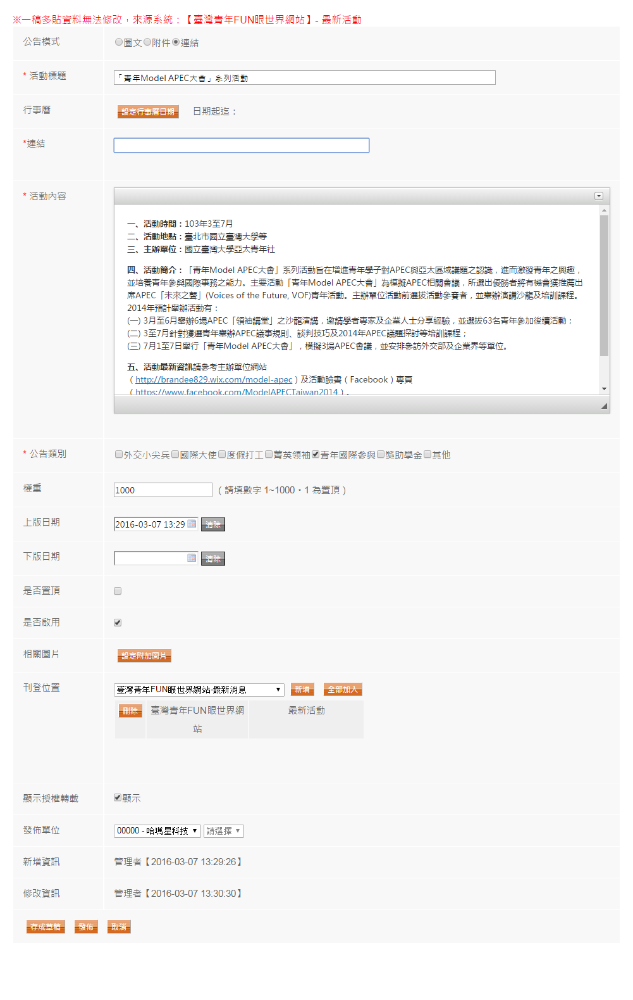 ※一稿多貼資料無法修改，來源系統：【臺灣青年FUN眼世界網站】- 最新活動
公告模式
圖文 附件 連結
* 活動標題
「青年Model APEC大會」系列活動
行事曆
設定行事曆日期 日期起迄：
*連結
* 活動內容
一、活動時間：103年3至7月
二、活動地點：臺北市國立臺灣大學等
三、主辦單位：國立臺灣大學亞太青年社
四、活動簡介：「青年Model APEC大會」系列活動旨在增進青年學子對APEC與亞太區域議題之認識，進而激發青年之興趣，
並培養青年參與國際事務之能力。主要活動「青年Model APEC大會」為模擬APEC相關會議，所選出優勝者將有機會獲推薦出
席APEC「未來之聲」(Voices of the Future, VOF)青年活動。主辦單位活動前選拔活動參賽者，並舉辦演講沙龍及培訓課程。
2014年預計舉辦活動有：
(一) 3月至6月舉辦6場APEC「領袖講堂」之沙龍演講，邀請學者專家及企業人士分享經驗，並選拔63名青年參加後續活動；
(二) 3至7月針對獲選青年舉辦APEC議事規則、談判技巧及2014年APEC議題探討等培訓課程；
(三) 7月1至7日舉行「青年Model APEC大會」，模擬3場APEC會議，並安排參訪外交部及企業界等單位。
五、活動最新資訊請參考主辦單位網站
（http://brandee829.wix.com/model-apec）及活動臉書（Facebook）專頁
（https://www.facebook.com/ModelAPECTaiwan2014）。
* 公告類別
外交小尖兵 國際大使 度假打工 菁英領袖 青年國際參與 獎助學金 其他
權重
1000 （請填數字 1~1000。1 為置頂）
上版日期
2016-03-07 13:29 清除
下版日期
清除
是否置頂
是否啟用
相關圖片
設定附加圖片
刊登位置
臺灣青年FUN眼世界網站-最新消息 新增 全部加入
刪除 臺灣青年FUN眼世界網 最新活動
站
顯示授權轉載
顯示
發佈單位
00000 - 哈瑪星科技 請選擇
新增資訊
管理者【2016-03-07 13:29:26】
修改資訊
管理者【2016-03-07 13:30:30】
存成草稿 發佈 取消